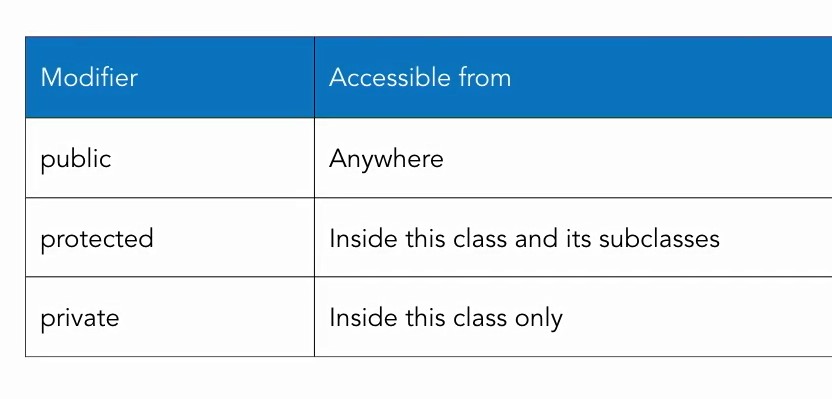 Modifier Accessible from
public Anywhere
protected Inside this class and its subclasses
private Inside this class only